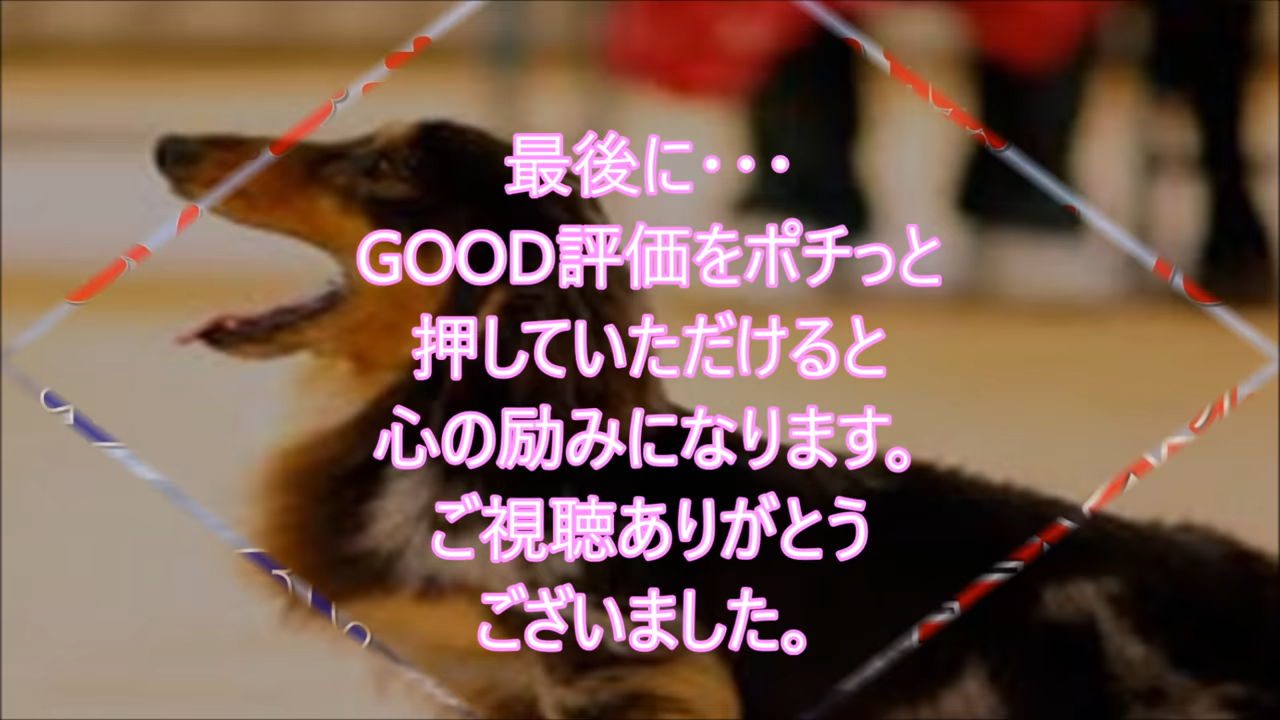 最後に・・・
GOOD評価をポチっと
押していただけると
心の励みになります。
ご視聴ありがとう
ございました。